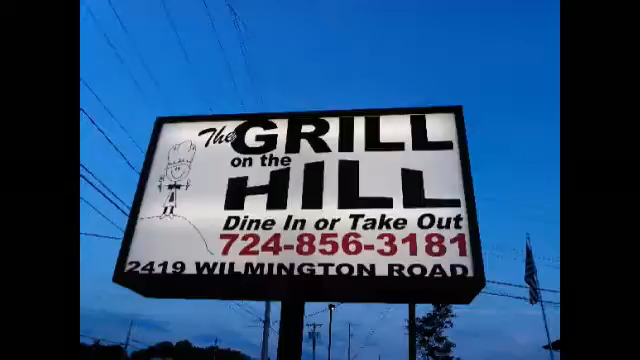 The GRILL
on the
HILL
Dine In or Take Out
724-856-3181
2419 WILMINGTON ROAD